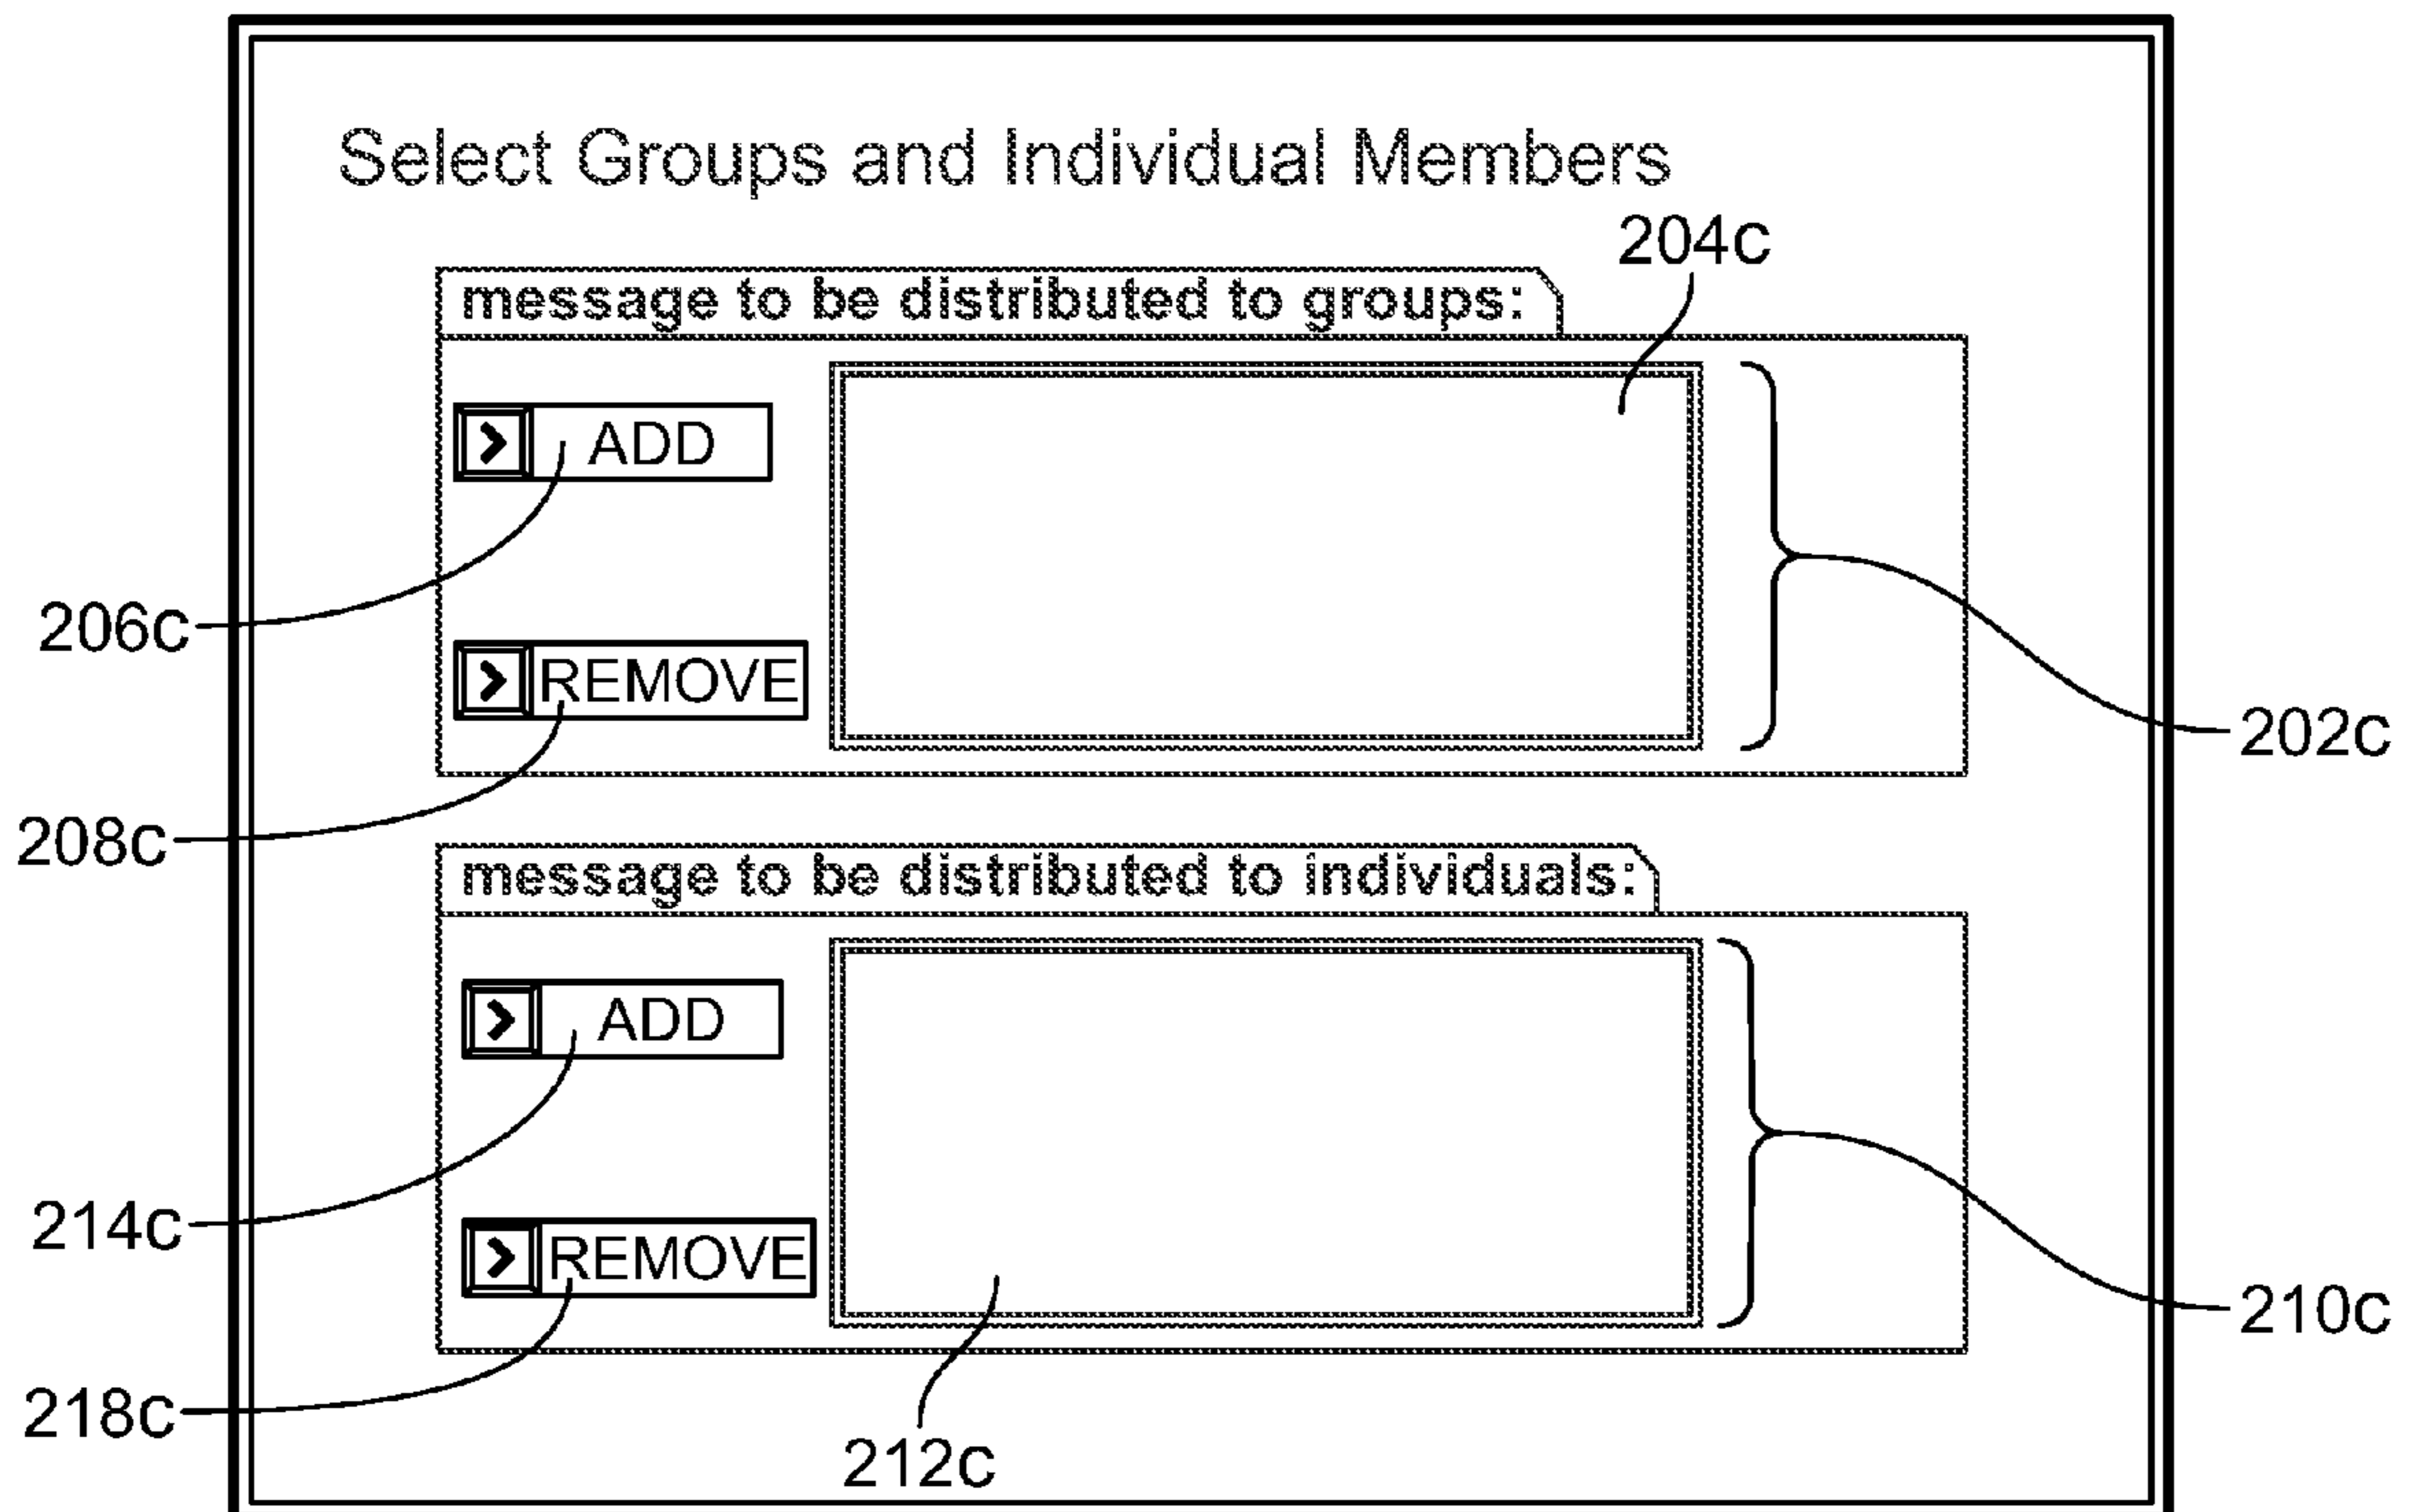 Select Groups and Individual Members
204c
message to be distributed to groups:
ADD
206c
REMOVE
202c
208c
message to be distributed to individuals:
ADD
214c
REMOVE
210c
218c
212c